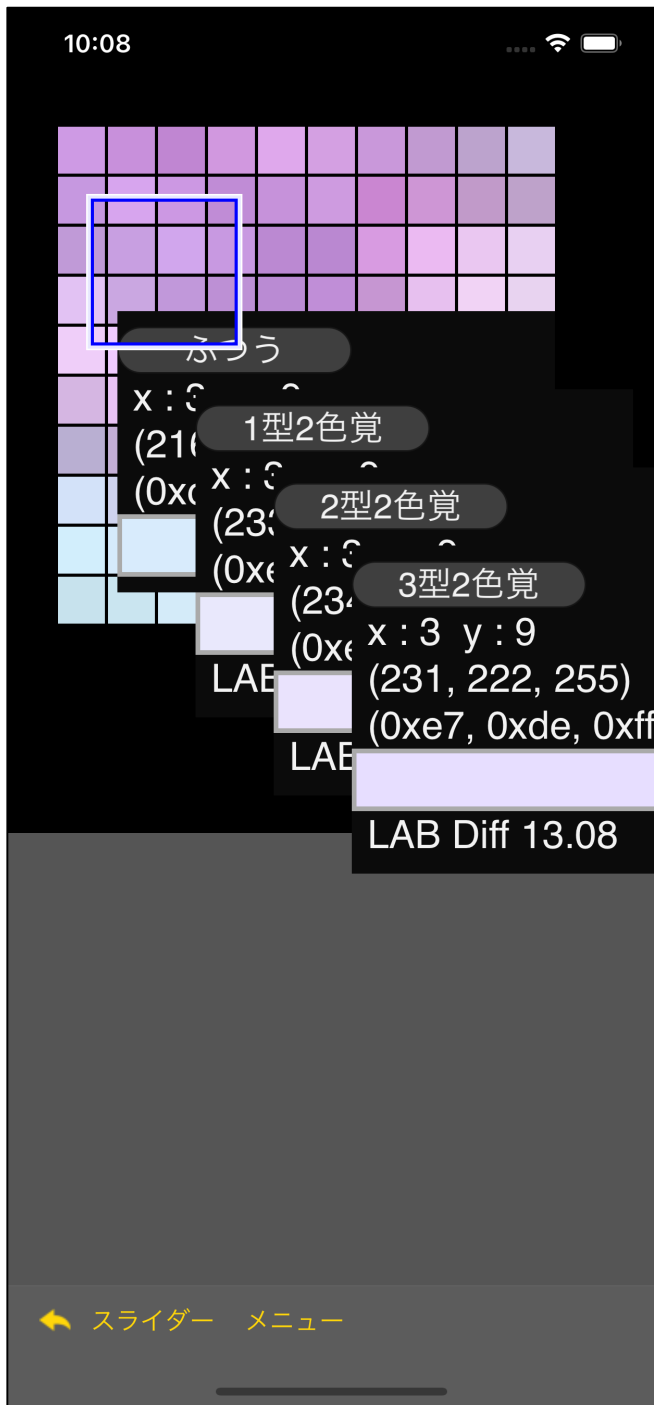 10:08
ふつう
x : 3
(216
(0xd
1型2色覚
x : 3
(233
(0xe
LAB
2型2色覚
x : 3
(234
(0xe
LAB
3型2色覚
x : 3 y : 9
(231, 222, 255)
(0xe7, 0xde, 0xff
LAB Diff 13.08
スライダー メニュー